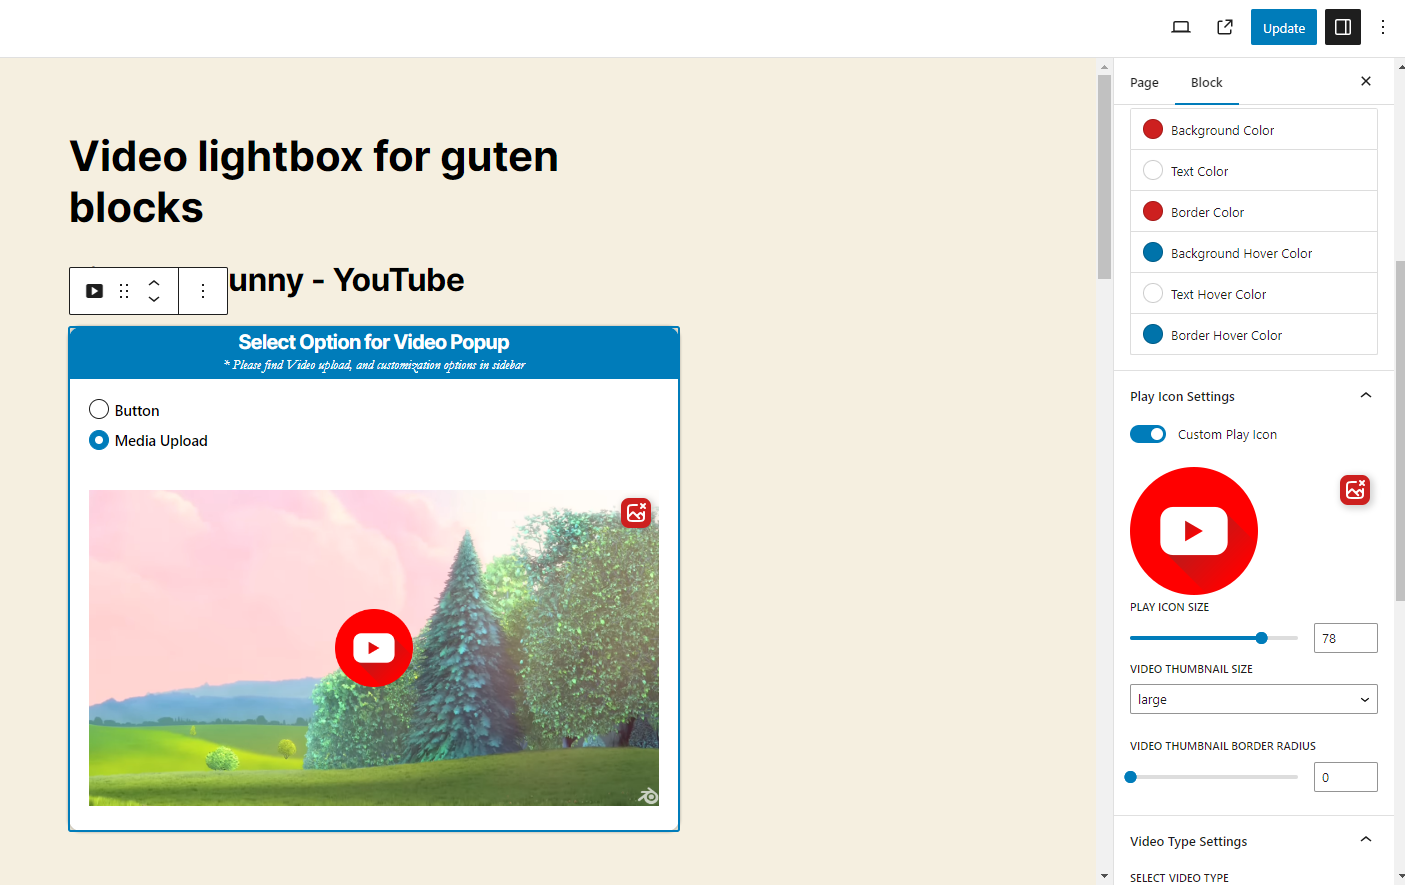 Update
Video lightbox for guten
blocks
unny - YouTube
Select Option for Video Popup
* Please find Video upload, and customization options in sidebar
Button
Media Upload
Page
Block
Background Color
Text Color
Border Color
Background Hover Color
Text Hover Color
Border Hover Color
Play Icon Settings
Custom Play Icon
PLAY ICON SIZE
78
VIDEO THUMBNAIL SIZE
large
VIDEO THUMBNAIL BORDER RADIUS
0
Video Type Settings
SELECT VIDEO TYPE